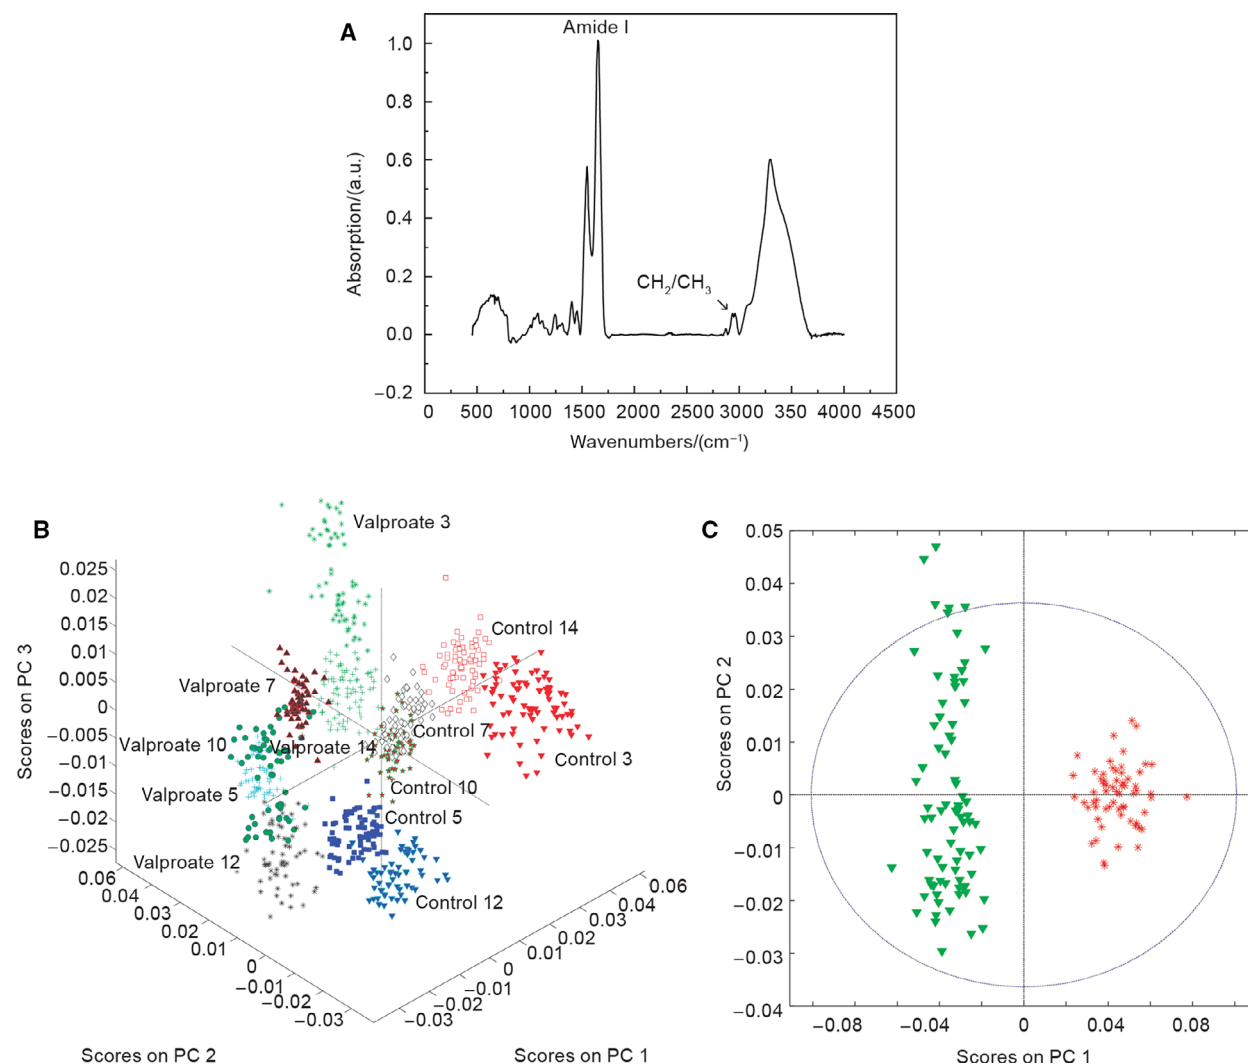 A
Amide I
1.0
0.8
0.6
0.4
0.2
0.0
−0.2
Absorption/(a.u.)
CH2/CH3
0 500 1000 1500 2000 2500 3000 350 4000 4500
Wavenumbers/(cm−1)
B
Valproate 3
Control 14
Valproate 7
Control 7
Valproate 10
Valproate 14
Control 3
Control 10
Valproate 5
Control 5
Valproate 12
Control 12
0.025
0.02
0.015
0.01
0.005
0
−0.005
−0.01
−0.015
−0.02
−0.025
Scores on PC 3
0.06
0.04
0.03
0.02
0.01
0
−0.01
−0.02
−0.03
Scores on PC 2
−0.03
−0.02
−0.01
0
0.01
0.02
0.03
0.04
0.06
Scores on PC 1
C
0.05
0.04
0.03
0.02
0.01
0
−0.01
−0.02
−0.03
−0.04
Scores on PC 2
−0.08 −0.04 0 0.04 0.08
Scores on PC 1